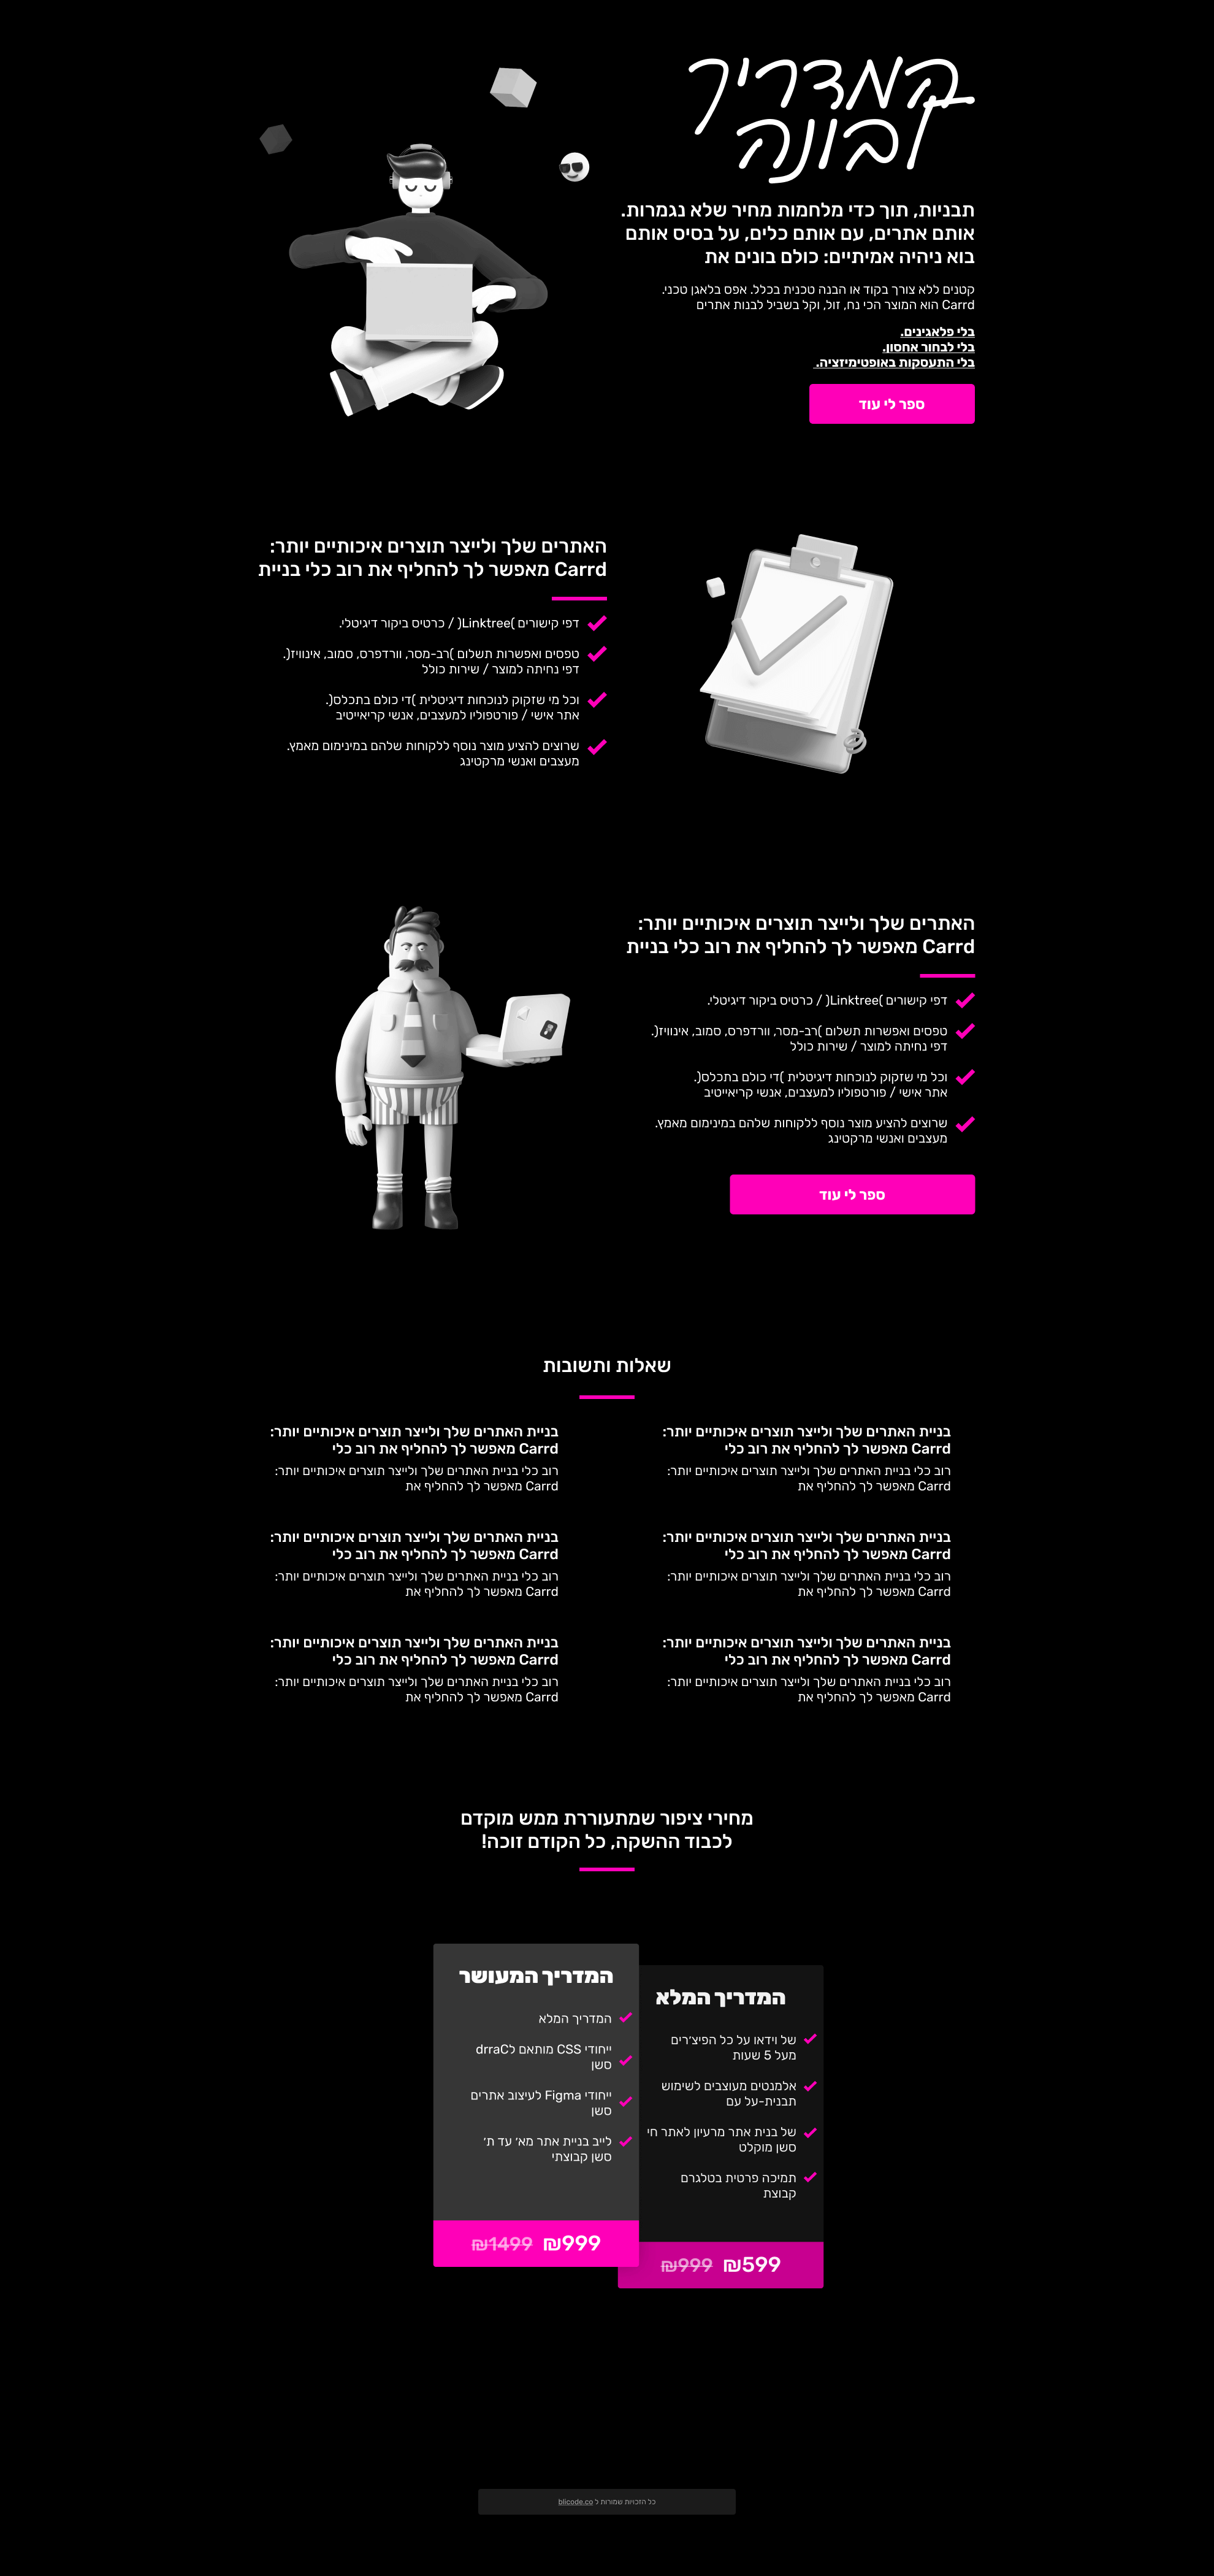 המדריך
לבונה
תבניות, תוך כדי מלחמות מחיר שלא נגמרות.
אותם אתרים, עם אותם כלים, על בסיס אותם
בוא ניהיה אמיתיים: כולם בונים את
קטנים ללא צורך בקוד או הבנה טכנית בכלל. אפס בלאגן טכני.
Carrd הוא המוצר הכי נח, זול, וקל בשביל לבנות אתרים
בלי פלאגינים.
בלי לבחור אחסון.
בלי התעסקות באופטימיזציה.
ספר לי עוד
האתרים שלך ולייצר תוצרים איכותיים יותר:
Carrd מאפשר לך להחליף את רוב כלי בניית
דפי קישורים (Linktree) / כרטיס ביקור דיגיטלי.
טפסים ואפשרות תשלום (רב-מסר, וורדפרס, סמוב, אינוויז).
דפי נחיתה למוצר / שירות כולל
וכל מי שזקוק לנוכחות דיגיטלית (די כולם בתכלס).
אתר אישי / פורטפוליו למעצבים, אנשי קריאייטיב
שרוצים להציע מוצר נוסף ללקוחות שלהם במינימום מאמץ.
מעצבים ואנשי מרקטינג
האתרים שלך ולייצר תוצרים איכותיים יותר:
Carrd מאפשר לך להחליף את רוב כלי בניית
דפי קישורים (Linktree) / כרטיס ביקור דיגיטלי.
טפסים ואפשרות תשלום (רב-מסר, וורדפרס, סמוב, אינוויז).
דפי נחיתה למוצר / שירות כולל
וכל מי שזקוק לנוכחות דיגיטלית (די כולם בתכלס).
אתר אישי / פורטפוליו למעצבים, אנשי קריאייטיב
שרוצים להציע מוצר נוסף ללקוחות שלהם במינימום מאמץ.
מעצבים ואנשי מרקטינג
ספר לי עוד
שאלות ותשובות
בניית האתרים שלך ולייצר תוצרים איכותיים יותר:
Carrd מאפשר לך להחליף את רוב כלי
רוב כלי בניית האתרים שלך ולייצר תוצרים איכותיים יותר:
Carrd מאפשר לך להחליף את
בניית האתרים שלך ולייצר תוצרים איכותיים יותר:
Carrd מאפשר לך להחליף את רוב כלי
רוב כלי בניית האתרים שלך ולייצר תוצרים איכותיים יותר:
Carrd מאפשר לך להחליף את
בניית האתרים שלך ולייצר תוצרים איכותיים יותר:
Carrd מאפשר לך להחליף את רוב כלי
רוב כלי בניית האתרים שלך ולייצר תוצרים איכותיים יותר:
Carrd מאפשר לך להחליף את
בניית האתרים שלך ולייצר תוצרים איכותיים יותר:
Carrd מאפשר לך להחליף את רוב כלי
רוב כלי בניית האתרים שלך ולייצר תוצרים איכותיים יותר:
Carrd מאפשר לך להחליף את
בניית האתרים שלך ולייצר תוצרים איכותיים יותר:
Carrd מאפשר לך להחליף את רוב כלי
רוב כלי בניית האתרים שלך ולייצר תוצרים איכותיים יותר:
Carrd מאפשר לך להחליף את
בניית האתרים שלך ולייצר תוצרים איכותיים יותר:
Carrd מאפשר לך להחליף את רוב כלי
רוב כלי בניית האתרים שלך ולייצר תוצרים איכותיים יותר:
Carrd מאפשר לך להחליף את
מחירי ציפור שמתעוררת ממש מוקדם
לכבוד ההשקה, כל הקודם זוכה!
המדריך המלא
של וידאו על כל הפיצ׳רים
מעל 5 שעות
אלמנטים מעוצבים לשימוש
תבנית-על עם
של בנית אתר מרעיון לאתר חי
סשן מוקלט
תמיכה פרטית בטלגרם
קבוצת
₪599 ₪999
המדריך המעושר
המדריך המלא
ייחודי CSS מותאם לdrraC
סשן
ייחודי Figma לעיצוב אתרים
סשן
לייב בניית אתר מא׳ עד ת׳
סשן קבוצתי
₪999 ₪1499
כל הזכויות שמורות ל blicode.co